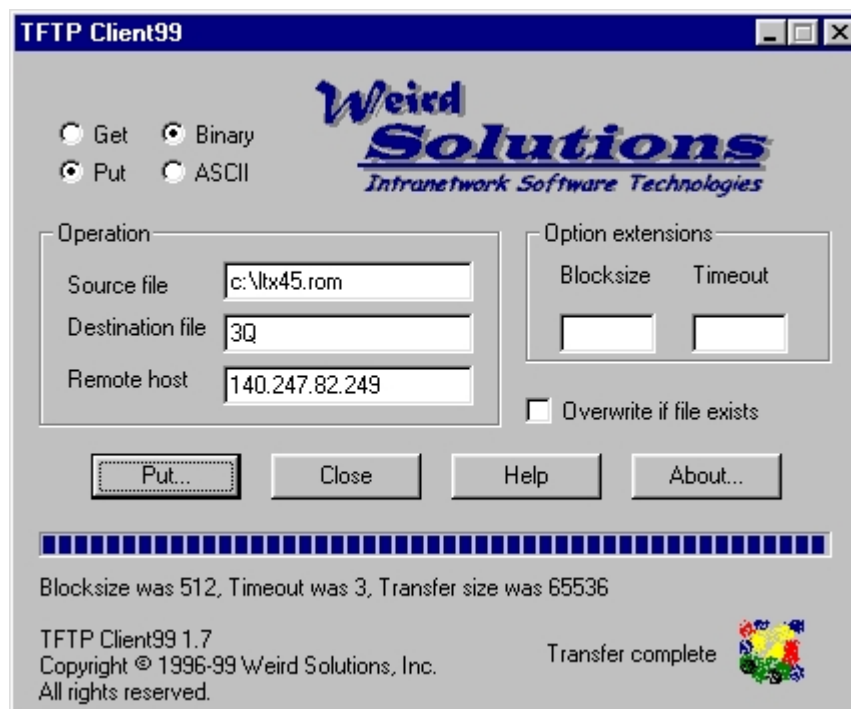 TFTP Client99
Weird
Solutions
Intranetwork Software Technologies
Get Binary
Put ASCII
Operation
Source file c:\ltx45.rom
Destination file 3Q
Remote host 140.247.82.249
Option extensions
Blocksize Timeout
Overwrite if file exists
Put... Close Help About...
Blocksize was 512, Timeout was 3, Transfer size was 65536
TFTP Client99 1.7
Copyright © 1996-99 Weird Solutions, Inc.
All rights reserved.
Transfer complete